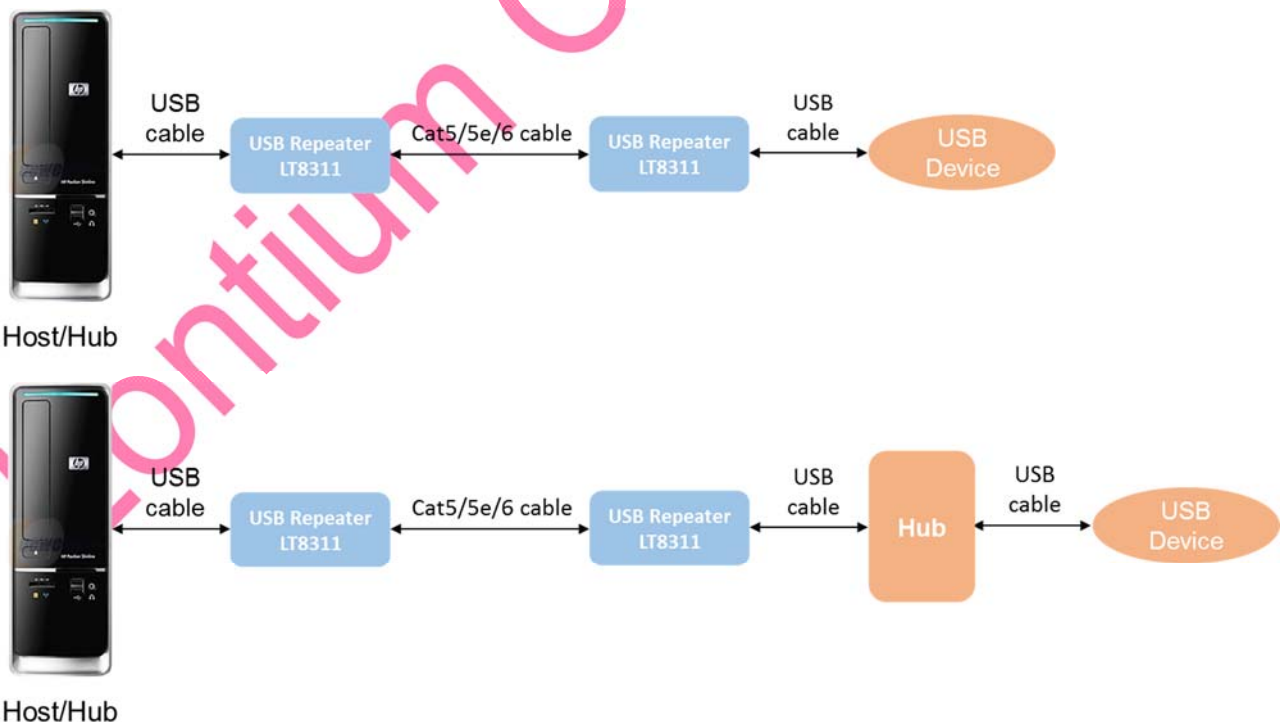 USB
cable
USB Repeater
LT8311
Cat5/5e/6 cable
USB Repeater
LT8311
USB
cable
USB
Device
hp
Host/Hub
USB
cable
USB Repeater
LT8311
Cat5/5e/6 cable
USB Repeater
LT8311
USB
cable
Hub
USB
cable
USB
Device
hp
Host/Hub
Lontium